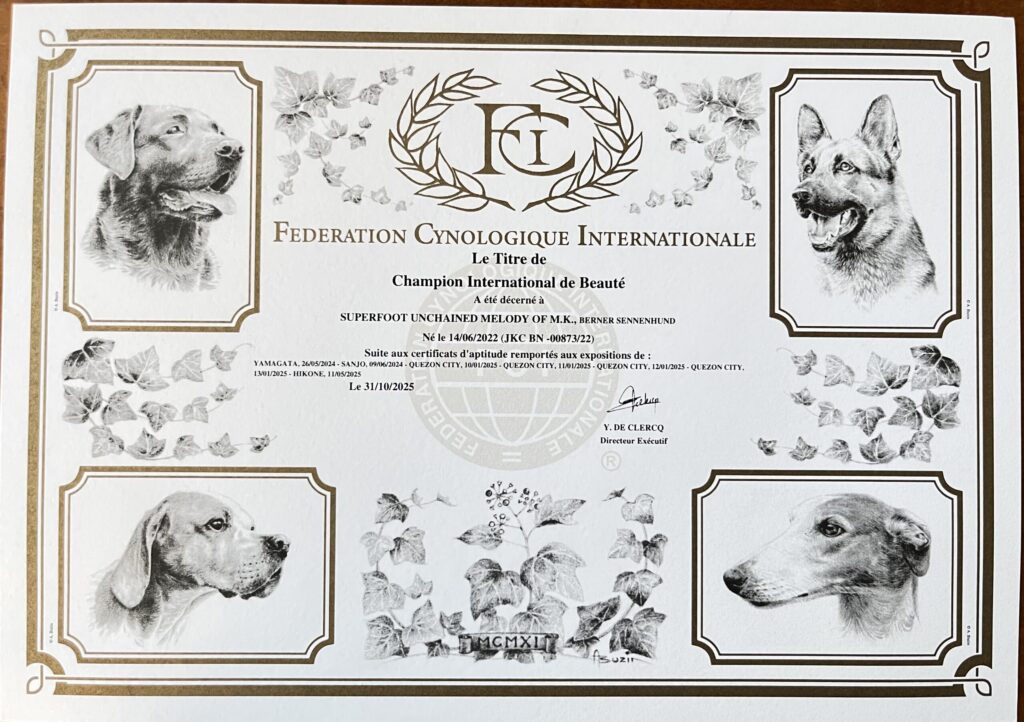 FCI
FEDERATION CYNOLOGIQUE INTERNATIONALE
Le Titre de
Champion International de Beauté
A été décerné à
SUPERFOOT UNCHAINED MELODY OF M.K., BERNER SENNENHUND
Né le 14/06/2022 (JKC BN -00873/22)
Suite aux certificats d'aptitude remportés aux expositions de :
YAMAGATA, 26/05/2024 - SANJO, 09/06/2024 - QUEZON CITY, 10/01/2025 - QUEZON CITY, 11/01/2025 - QUEZON CITY, 12/01/2025 - QUEZON CITY,
13/01/2025 - HIKONE, 11/05/2025
Le 31/10/2025
Y. DE CLERCQ
Directeur Exécutif
FEDERATION CYNOLOGIQUE INTERNATIONALE
®
MCMXI